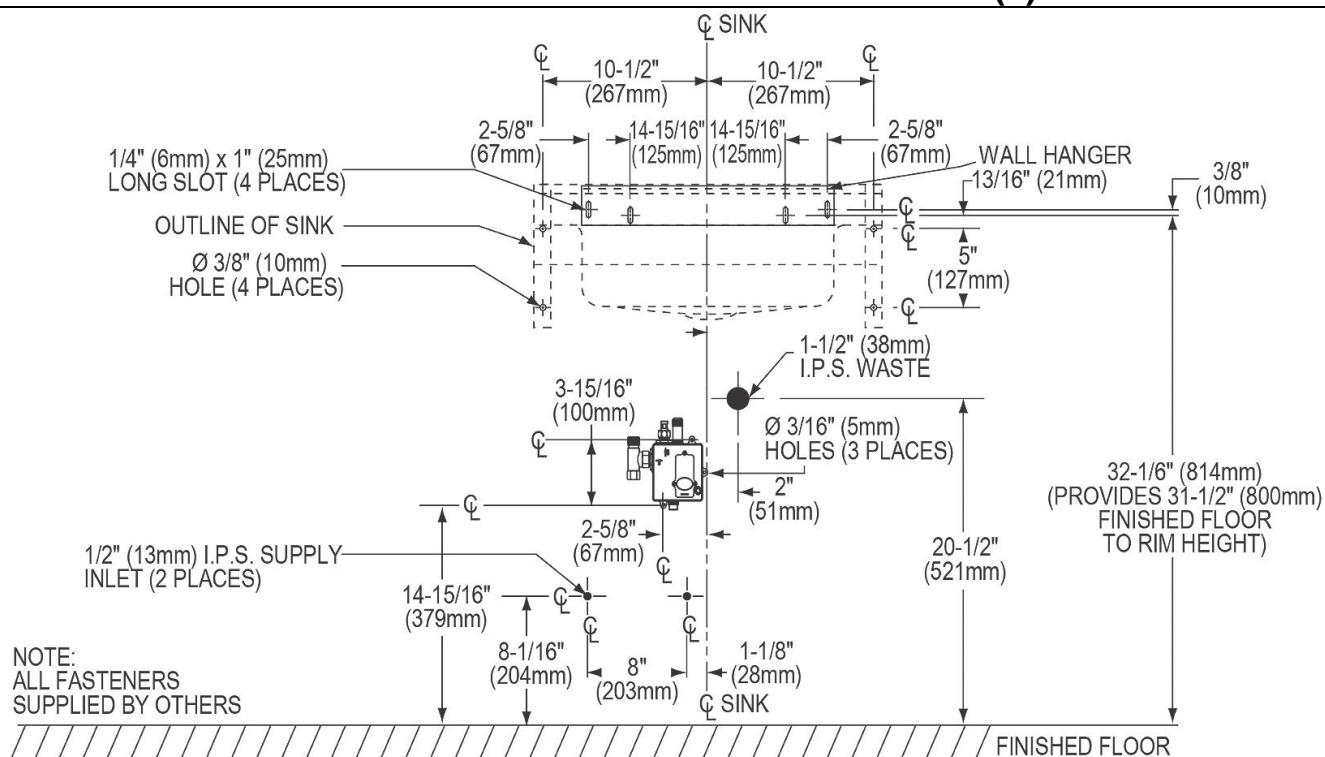 ℄ SINK
℄
℄
10-1/2"
(267mm)
10-1/2"
(267mm)
2-5/8"
(67mm)
14-15/16"
(125mm)
14-15/16"
(125mm)
2-5/8"
(67mm)
1/4" (6mm) x 1" (25mm)
LONG SLOT (4 PLACES)
WALL HANGER
13/16" (21mm)
3/8"
(10mm)
℄
OUTLINE OF SINK
℄
Ø 3/8" (10mm)
HOLE (4 PLACES)
5"
(127mm)
℄
1-1/2" (38mm)
I.P.S. WASTE
3-15/16"
(100mm)
℄
Ø 3/16" (5mm)
HOLES (3 PLACES)
2"
(51mm)
32-1/6" (814mm)
(PROVIDES 31-1/2" (800mm)
FINISHED FLOOR
TO RIM HEIGHT)
℄
2-5/8"
(67mm)
℄
20-1/2"
(521mm)
1/2" (13mm) I.P.S. SUPPLY
INLET (2 PLACES)
14-15/16"
(379mm)
℄
℄
℄
8-1/16"
(204mm)
8"
(203mm)
1-1/8"
(28mm)
NOTE:
ALL FASTENERS
SUPPLIED BY OTHERS
℄ SINK
FINISHED FLOOR